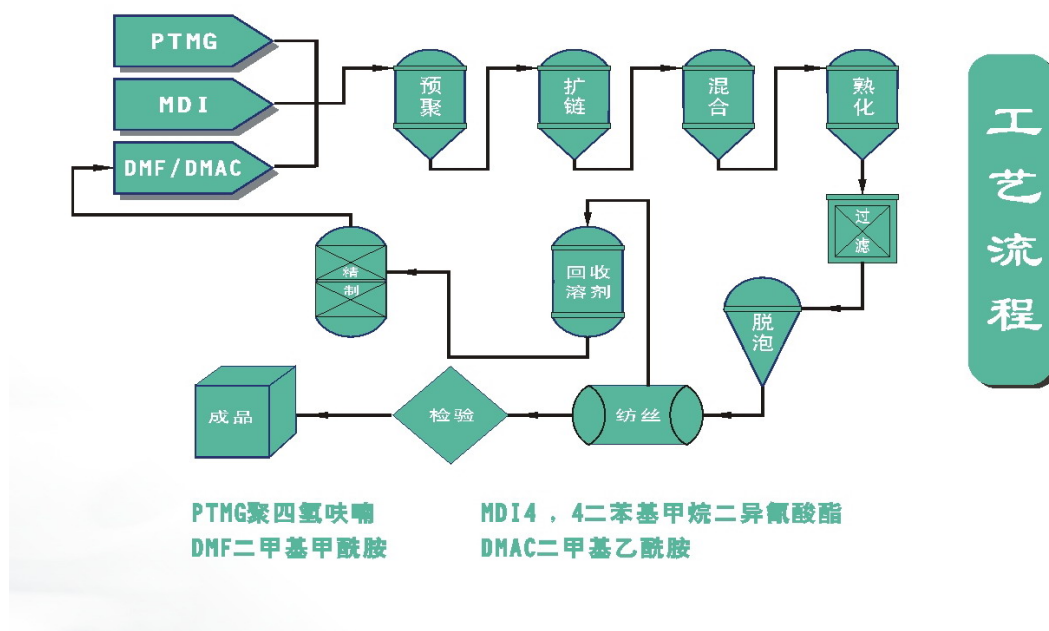 PTMG
MDI
DMF/DMAC
预聚
扩链
混合
熟化
过滤
脱泡
回收
溶剂
精制
纺丝
检验
成品
工艺流程
PTMG聚四氢呋喃
MDI4，4二苯基甲烷二异氰酸酯
DMF二甲基甲酰胺
DMAC二甲基乙酰胺